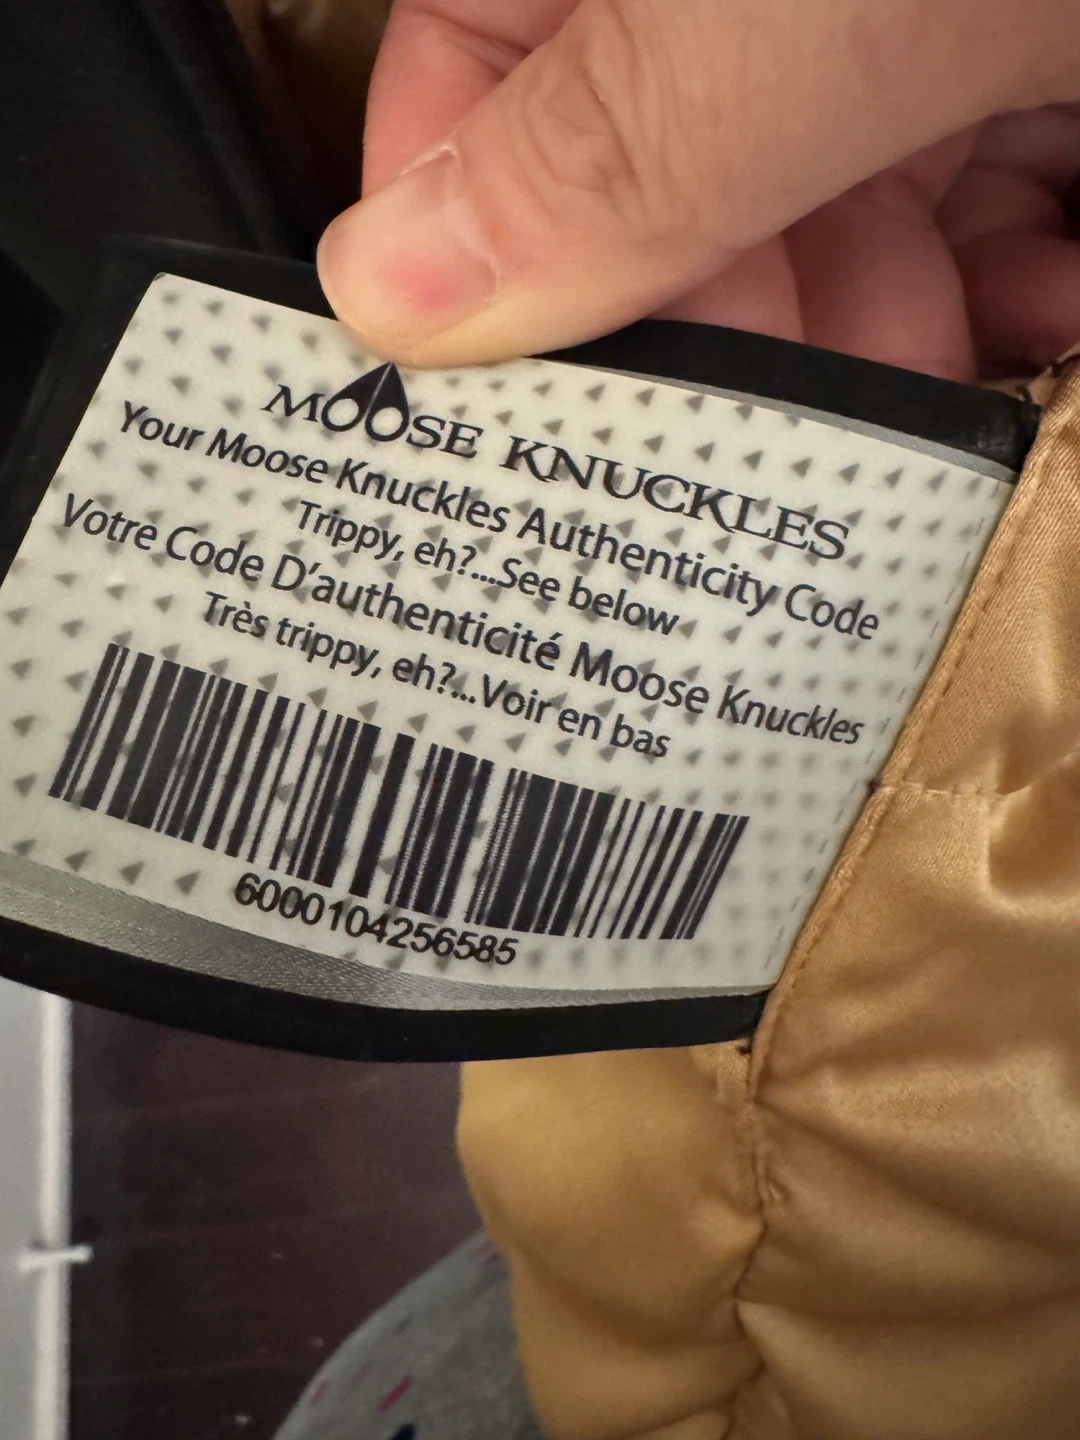 MOOSE KNUCKLES
Your Moose Knuckles Authenticity Code
Trippy, eh?...See below
Votre Code D'authenticité Moose Knuckles
Très trippy, eh?...Voir en bas
6000104256585